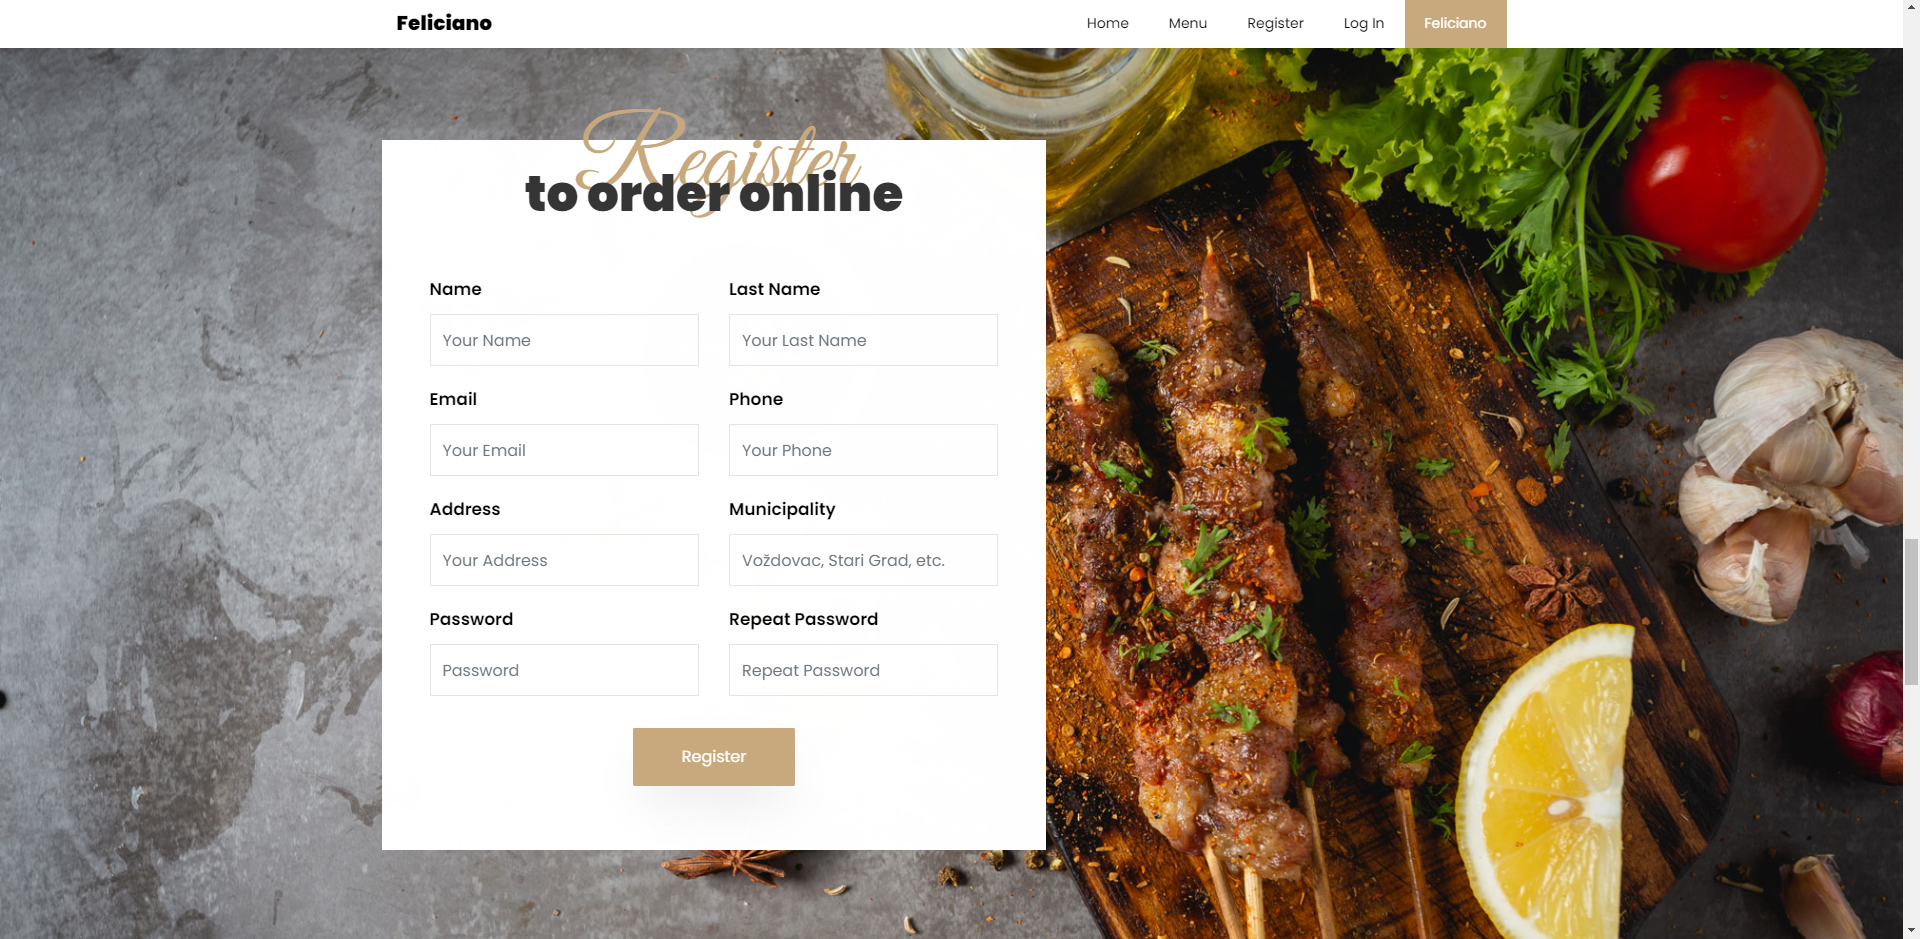 Feliciano
Home Menu Register Log In Feliciano
Register
to order online
Name Last Name
Your Name Your Last Name
Email Phone
Your Email Your Phone
Address Municipality
Your Address Voždovac, Stari Grad, etc.
Password Repeat Password
Password Repeat Password
Register